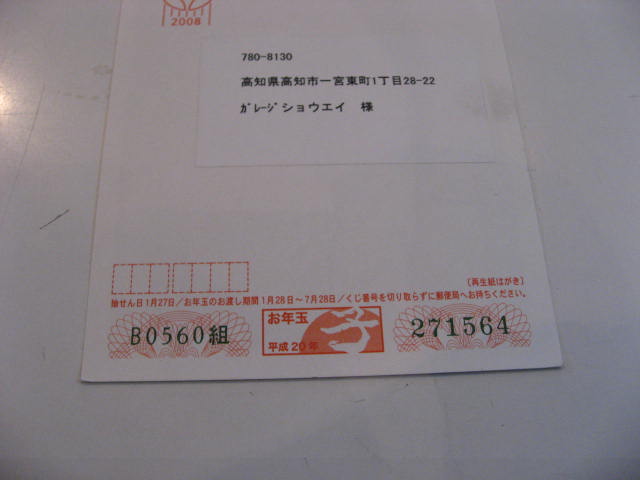 2008
780-8130
高知県高知市一宮東町1丁目28-22
ｶﾞﾚｰｼﾞショウエイ 様
(再生紙はがき)
抽せん日1月27日/お年玉のお渡し期間1月28日〜7月28日/くじ番号を切り取らずに郵便局へお持ちください。
B0560組
お年玉
平成20年
子
271564